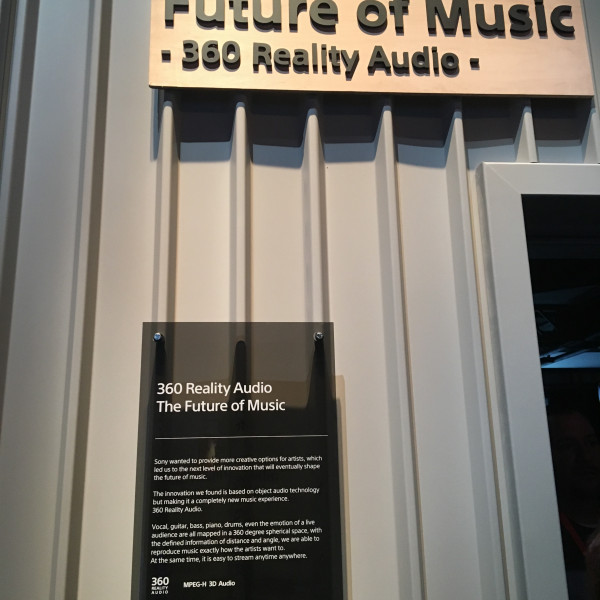 Future of Music
- 360 Reality Audio -
360 Reality Audio
The Future of Music
Sony wanted to provide more creative options for artists, which
led us to the next level of innovation that will eventually shape
the future of music.
The innovation we found is based on object audio technology
but making it a completely new music experience.
360 Reality Audio.
Vocal, guitar, bass, piano, drums, even the emotion of a live
audience are all mapped in a 360 degree spherical space, with
the defined information of distance and angle, we are able to
reproduce music exactly how the artists want to.
At the same time, it is easy to stream anytime anywhere.
360
REALITY
AUDIO
MPEG-H 3D Audio